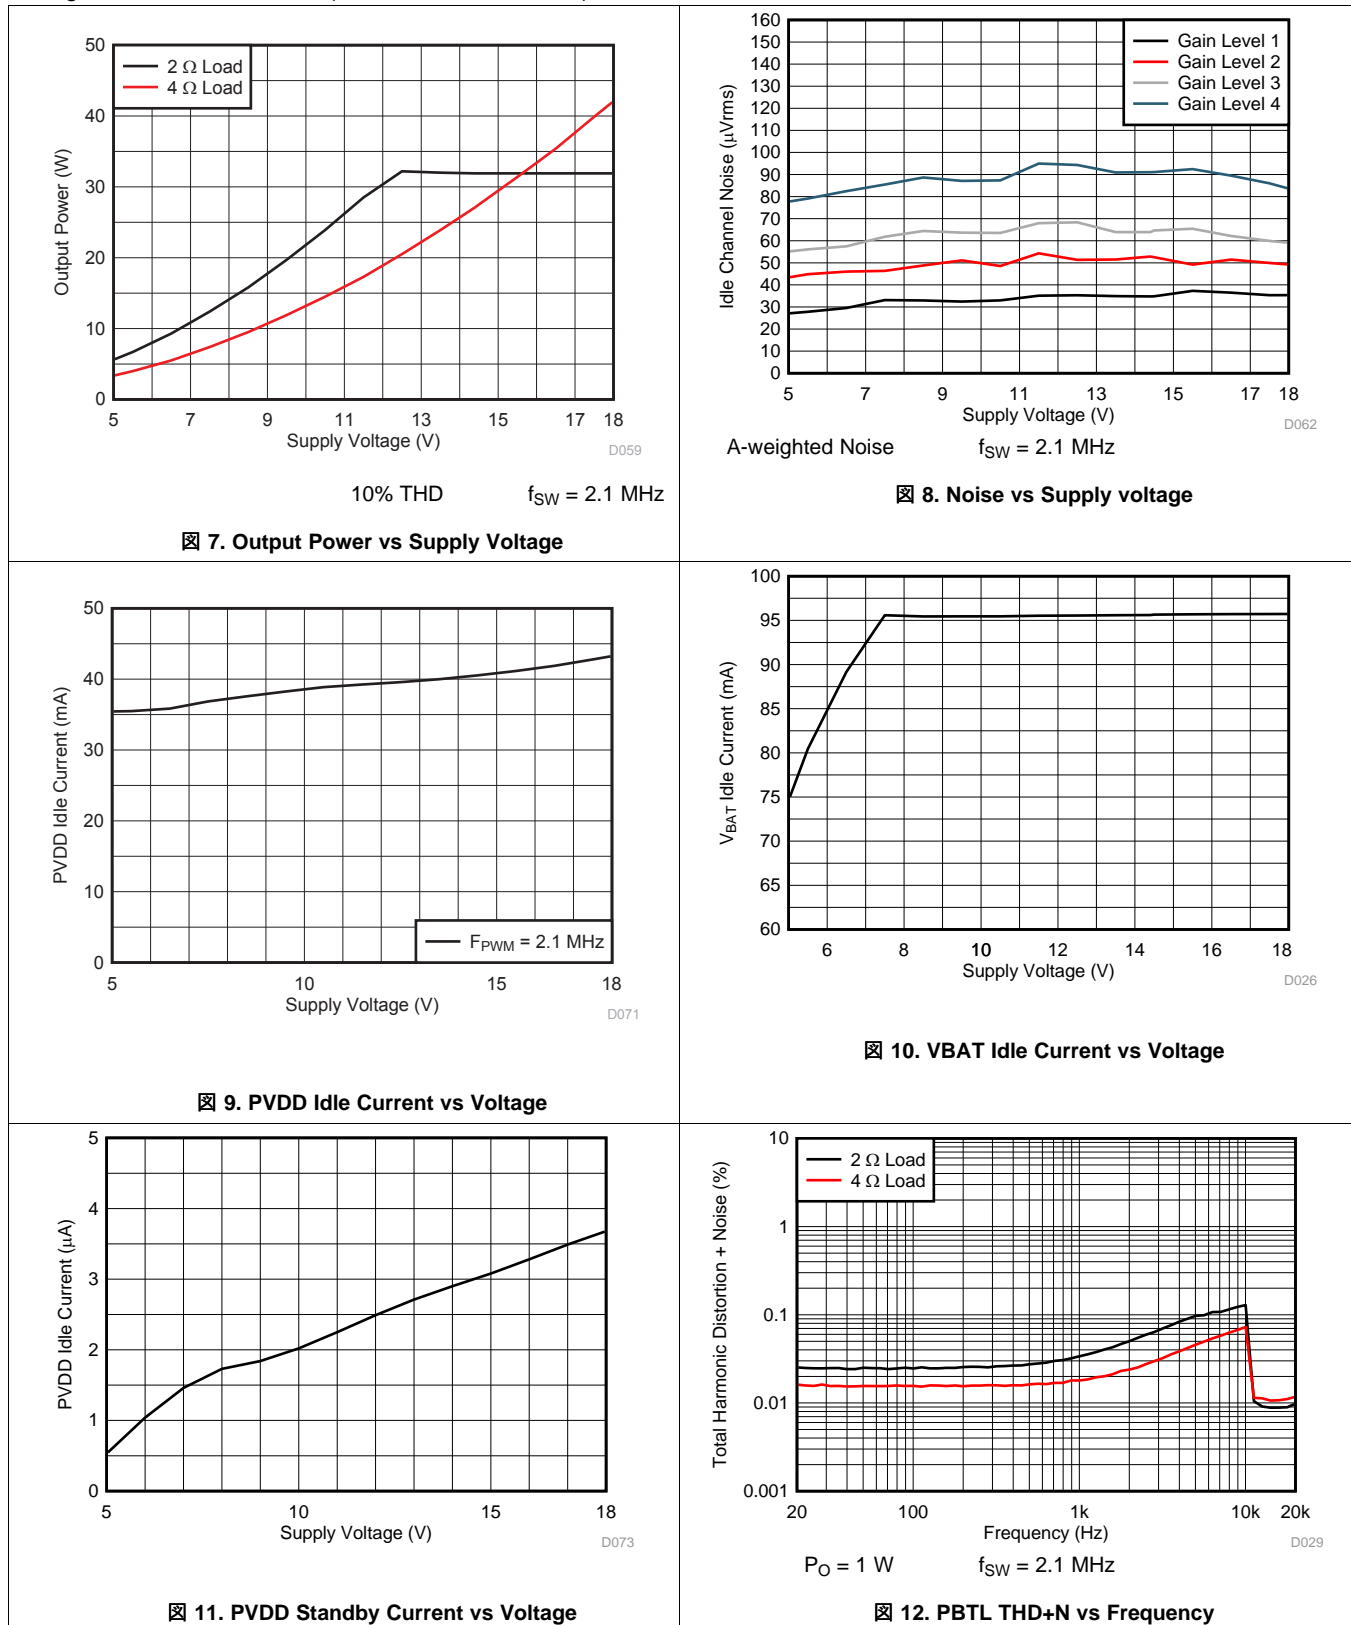 50
40
30
20
10
0
Output Power (W)
2 Ω Load
4 Ω Load
5 7 9 11 13 15 17 18
Supply Voltage (V)
D059
10% THD fSW = 2.1 MHz
図 7. Output Power vs Supply Voltage
160
150
140
130
120
110
100
90
80
70
60
50
40
30
20
10
0
Idle Channel Noise (μVrms)
Gain Level 1
Gain Level 2
Gain Level 3
Gain Level 4
5 7 9 11 13 15 17 18
Supply Voltage (V)
D062
A-weighted Noise fSW = 2.1 MHz
図 8. Noise vs Supply voltage
50
40
30
20
10
0
PVDD Idle Current (mA)
FPWM = 2.1 MHz
5 10 15 18
Supply Voltage (V)
D071
図 9. PVDD Idle Current vs Voltage
100
95
90
85
80
75
70
65
60
VBAT Idle Current (mA)
6 8 10 12 14 16 18
Supply Voltage (V)
D026
図 10. VBAT Idle Current vs Voltage
5
4
3
2
1
0
PVDD Idle Current (μA)
5 10 15 18
Supply Voltage (V)
D073
図 11. PVDD Standby Current vs Voltage
10
1
0.1
0.01
0.001
Total Harmonic Distortion + Noise (%)
2 Ω Load
4 Ω Load
20 100 1k 10k 20k
Frequency (Hz)
D029
PO = 1 W fSW = 2.1 MHz
図 12. PBTL THD+N vs Frequency